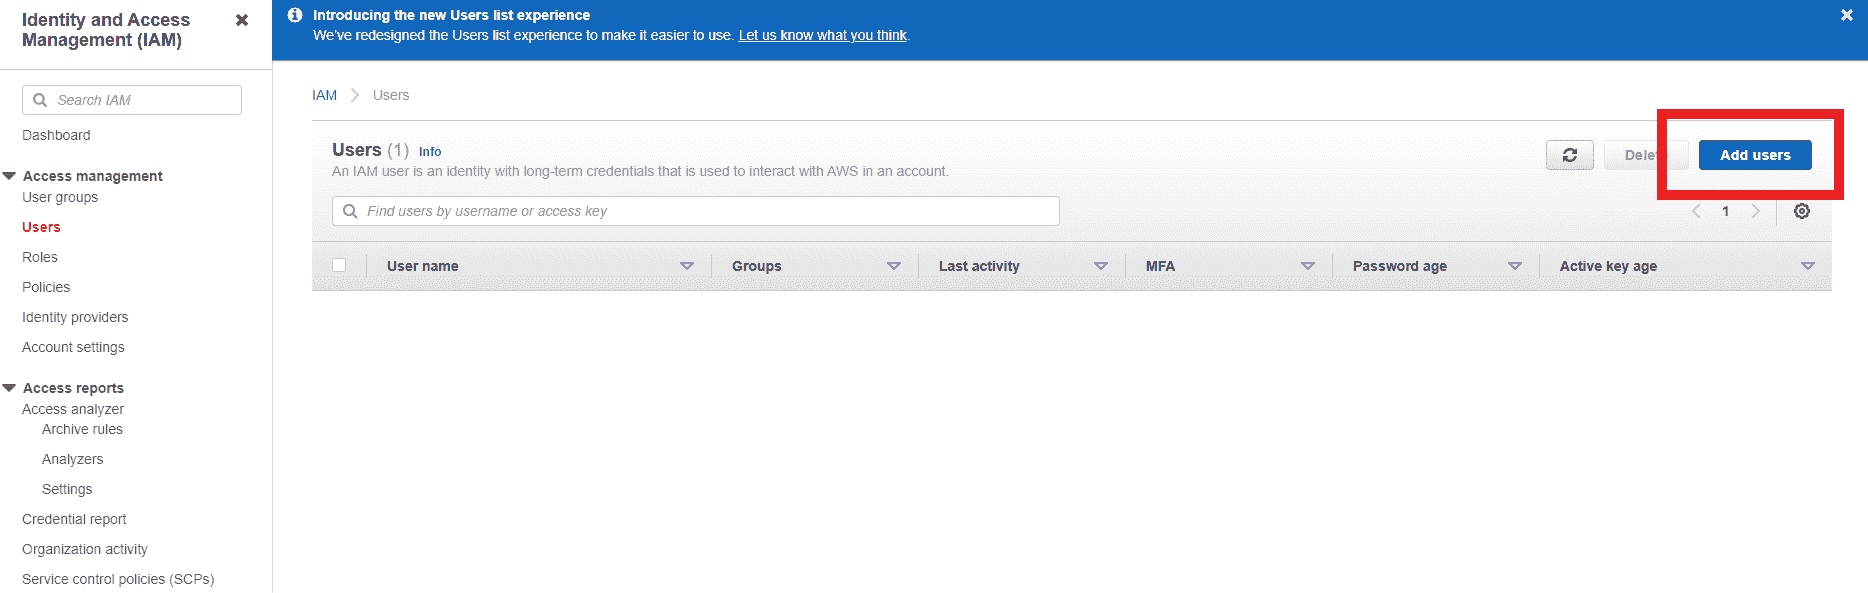 Identity and Access
Management (IAM)
Search IAM
Dashboard
Access management
User groups
Users
Roles
Policies
Identity providers
Account settings
Access reports
Access analyzer
Archive rules
Analyzers
Settings
Credential report
Organization activity
Service control policies (SCPs)
Introducing the new Users list experience
We've redesigned the Users list experience to make it easier to use. Let us know what you think.
IAM Users
Users (1) Info
An IAM user is an identity with long-term credentials that is used to interact with AWS in an account.
Delet Add users
Find users by username or access key
1
User name Groups Last activity MFA Password age Active key age